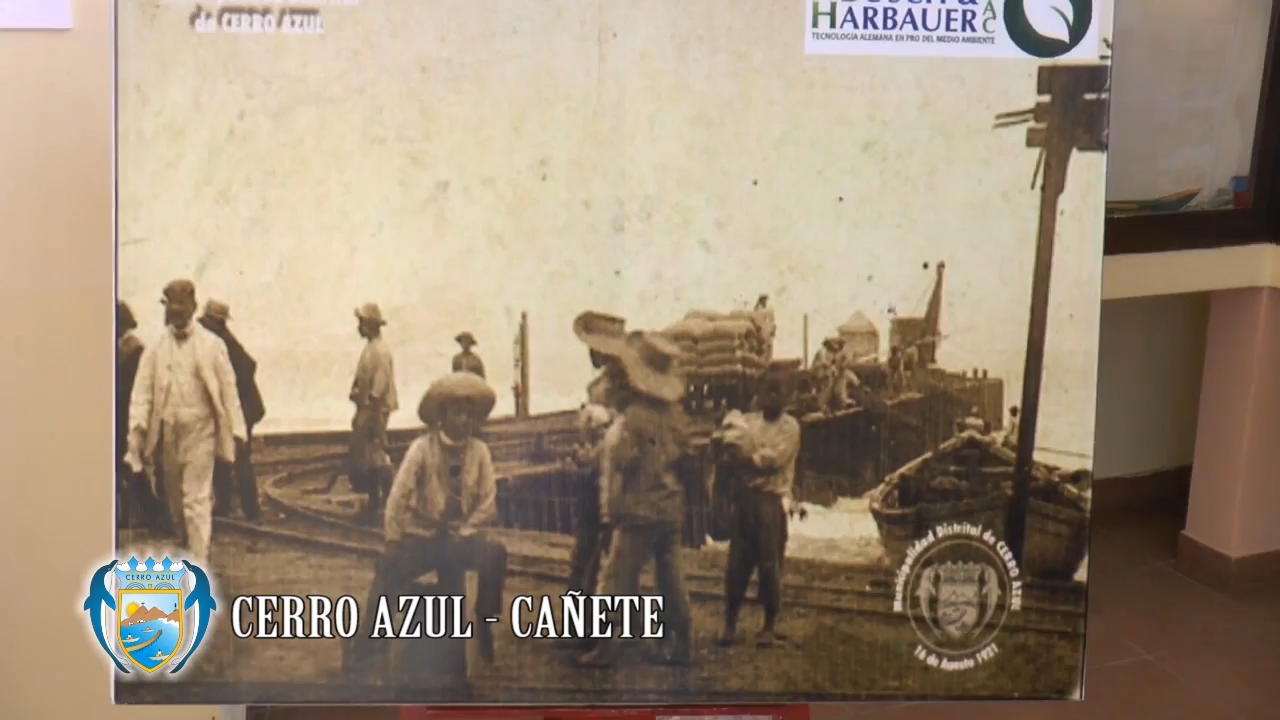 de CERRO AZUL
HARBAUER
AC
TECNOLOGÍA ALEMANA EN PRO DEL MEDIO AMBIENTE
Municipalidad Distrital de CERRO AZUL
16 de Agosto 1921
CERRO AZUL
CERRO AZUL - CAÑETE